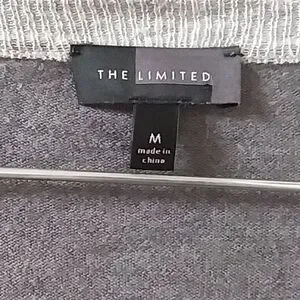 THE LIMITED
M
made in
china